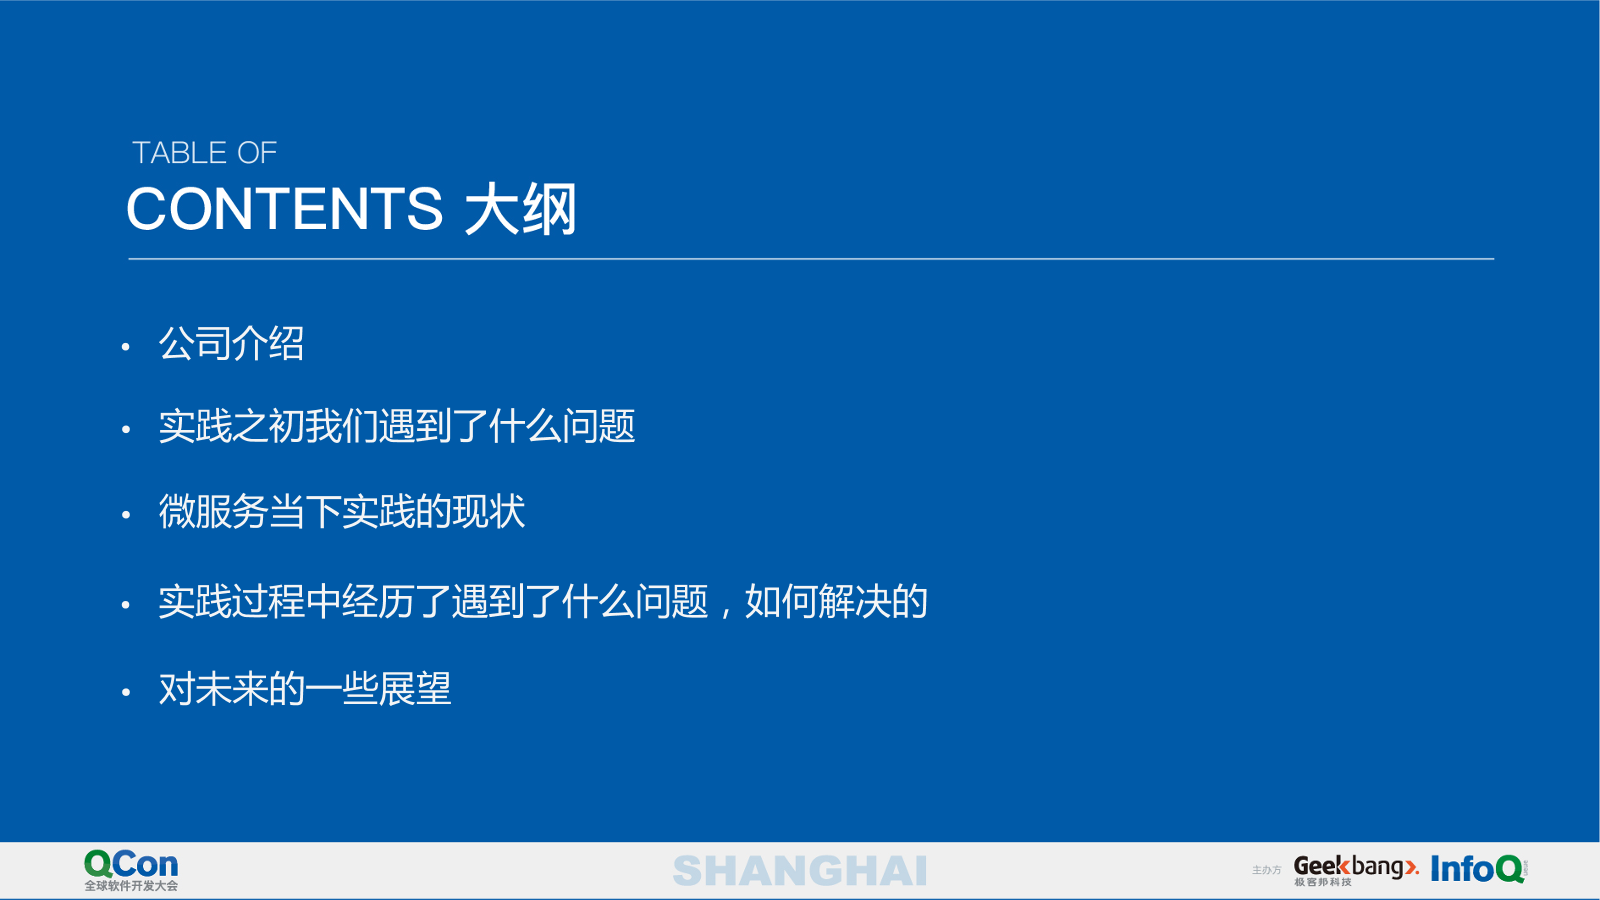 TABLE OF
CONTENTS 大纲
• 公司介绍
• 实践之初我们遇到了什么问题
• 微服务当下实践的现状
• 实践过程中经历了遇到了什么问题，如何解决的
• 对未来的一些展望
QCon
全球软件开发大会
SHANGHAI
主办方
Geekbang
极客邦科技
InfoQ